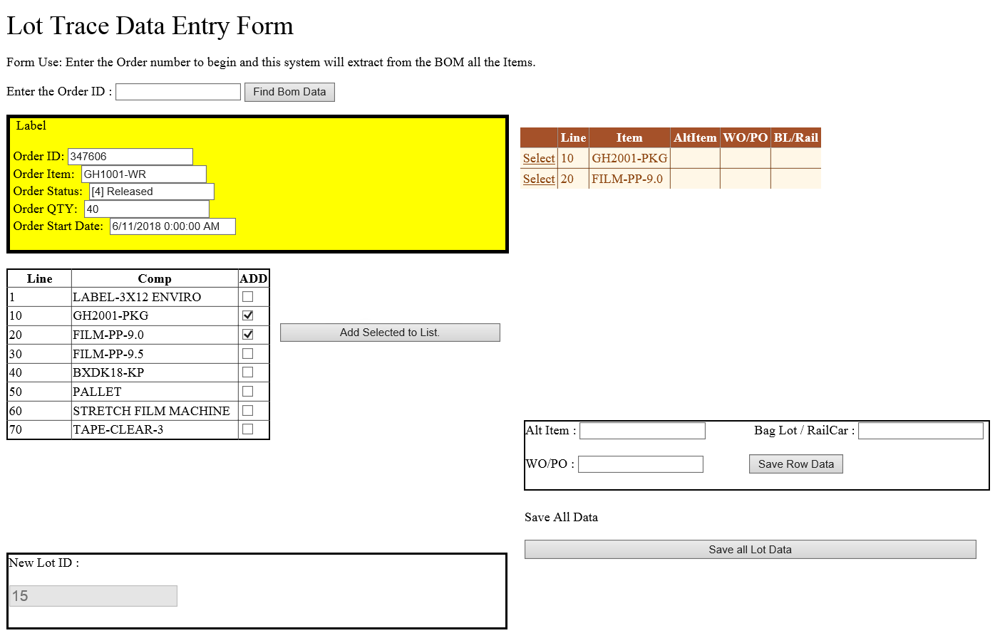 Lot Trace Data Entry Form
Form Use: Enter the Order number to begin and this system will extract from the BOM all the Items.
Enter the Order ID : Find Bom Data
Label
Order ID: 347606
Order Item: GH1001-WR
Order Status: [4] Released
Order QTY: 40
Order Start Date: 6/11/2018 0:00:00 AM
Line Item AltItem WO/PO BL/Rail
Select 10 GH2001-PKG
Select 20 FILM-PP-9.0
Line Comp ADD
1 LABEL-3X12 ENVIRO
10 GH2001-PKG
20 FILM-PP-9.0
30 FILM-PP-9.5
40 BXDK18-KP
50 PALLET
60 STRETCH FILM MACHINE
70 TAPE-CLEAR-3
Add Selected to List.
Alt Item : Bag Lot / RailCar :
WO/PO : Save Row Data
Save All Data
Save all Lot Data
New Lot ID :
15